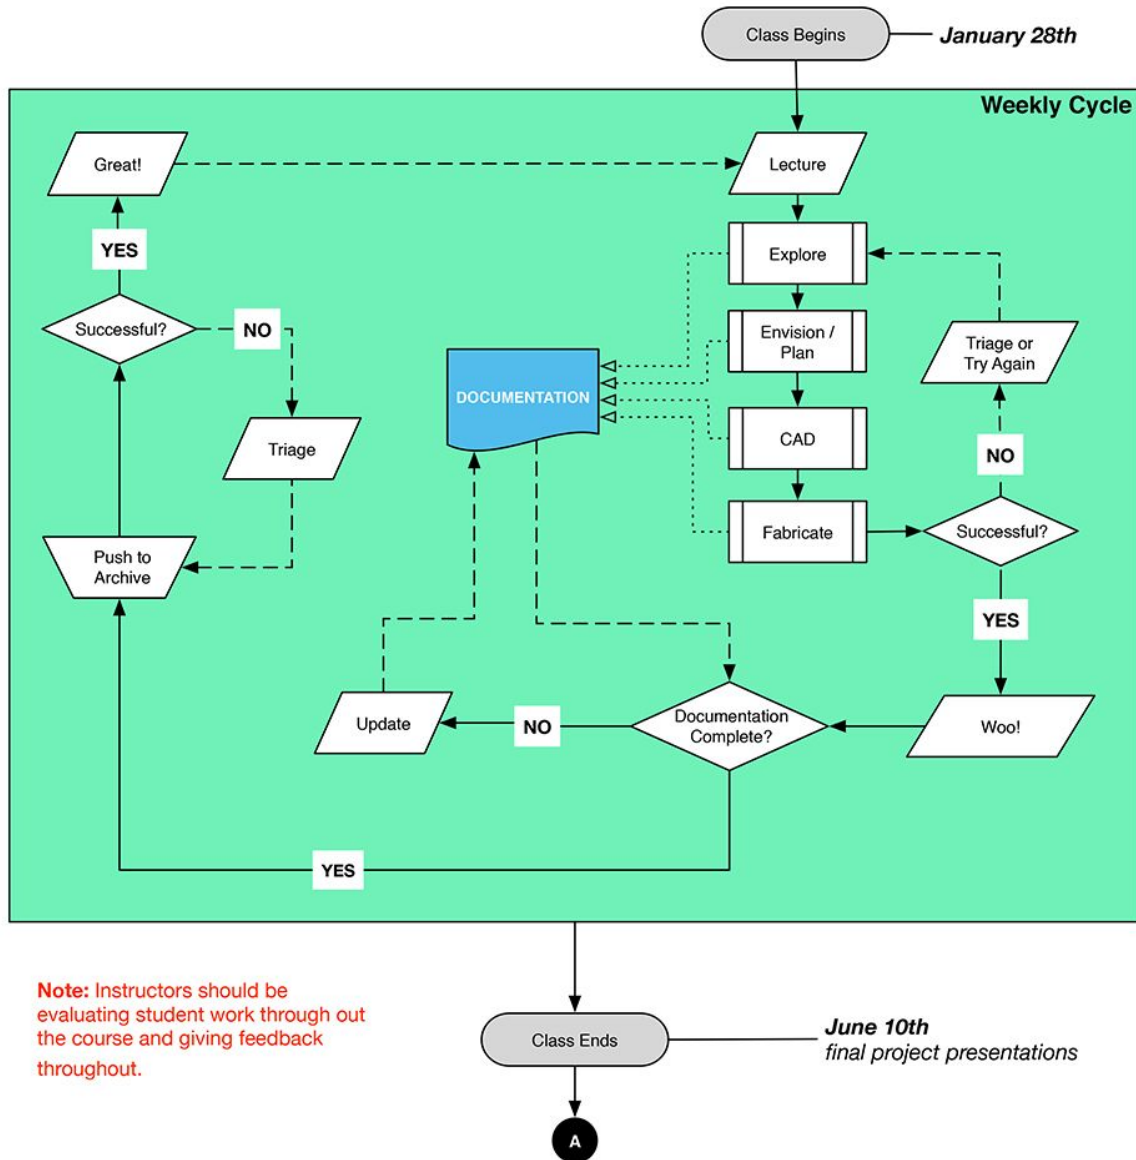 Class Begins
January 28th
Weekly Cycle
Great!
Lecture
YES
Explore
Successful?
NO
Envision /
Plan
Triage or
Try Again
DOCUMENTATION
Triage
CAD
NO
Push to
Archive
Fabricate
Successful?
YES
Update
NO
Documentation
Complete?
Woo!
YES
Note: Instructors should be
evaluating student work through out
the course and giving feedback
throughout.
Class Ends
June 10th
final project presentations
A